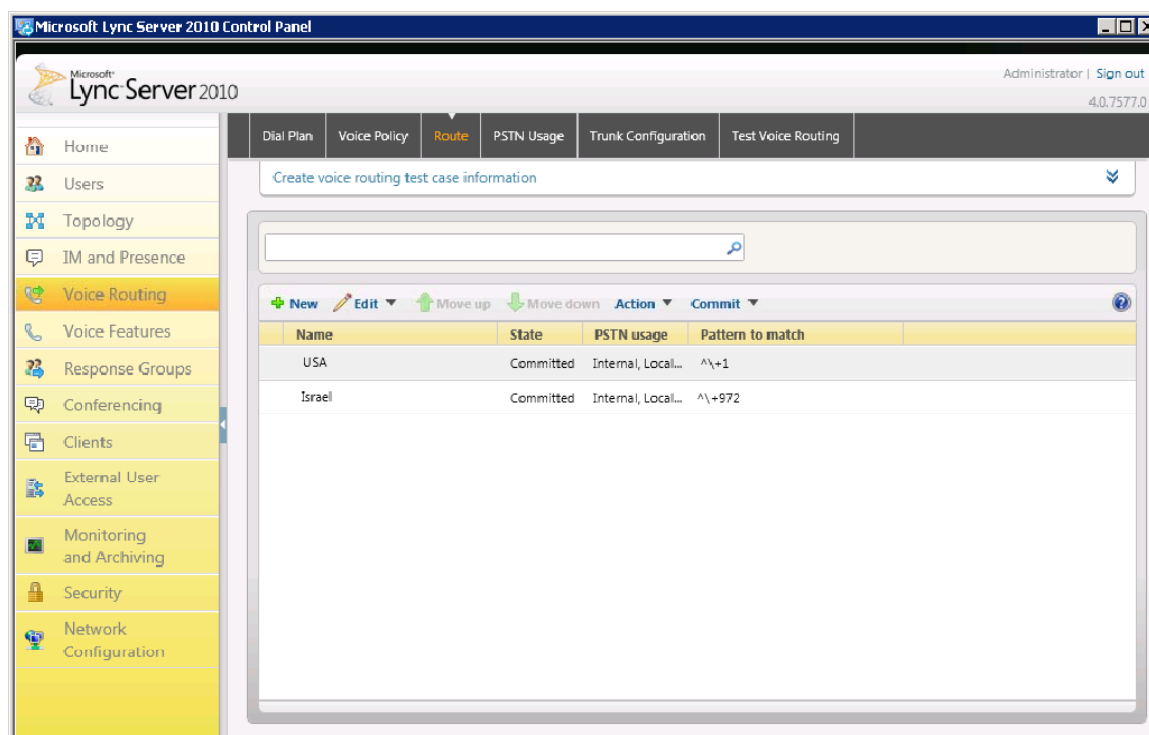 Microsoft Lync Server 2010 Control Panel
Microsoft®
Lync Server 2010
Administrator | Sign out
4.0.7577.0
Home
Users
Topology
IM and Presence
Voice Routing
Voice Features
Response Groups
Conferencing
Clients
External User
Access
Monitoring
and Archiving
Security
Network
Configuration
Dial Plan Voice Policy Route PSTN Usage Trunk Configuration Test Voice Routing
Create voice routing test case information
New Edit Move up Move down Action Commit
Name State PSTN usage Pattern to match
USA Committed Internal, Local... ^\+1
Israel Committed Internal, Local... ^\+972